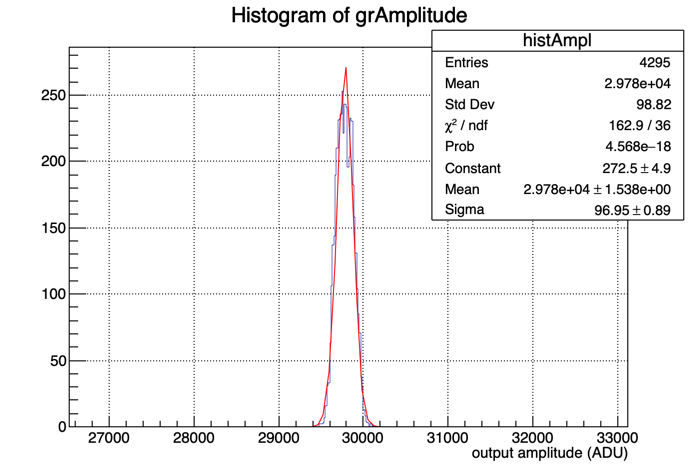 Histogram of grAmplitude
histAmpl
Entries 4295
Mean 2.978e+04
Std Dev 98.82
χ² / ndf 162.9 / 36
Prob 4.568e−18
Constant 272.5 ± 4.9
Mean 2.978e+04 ± 1.538e+00
Sigma 96.95 ± 0.89
250
200
150
100
50
0
27000 28000 29000 30000 31000 32000 33000
output amplitude (ADU)